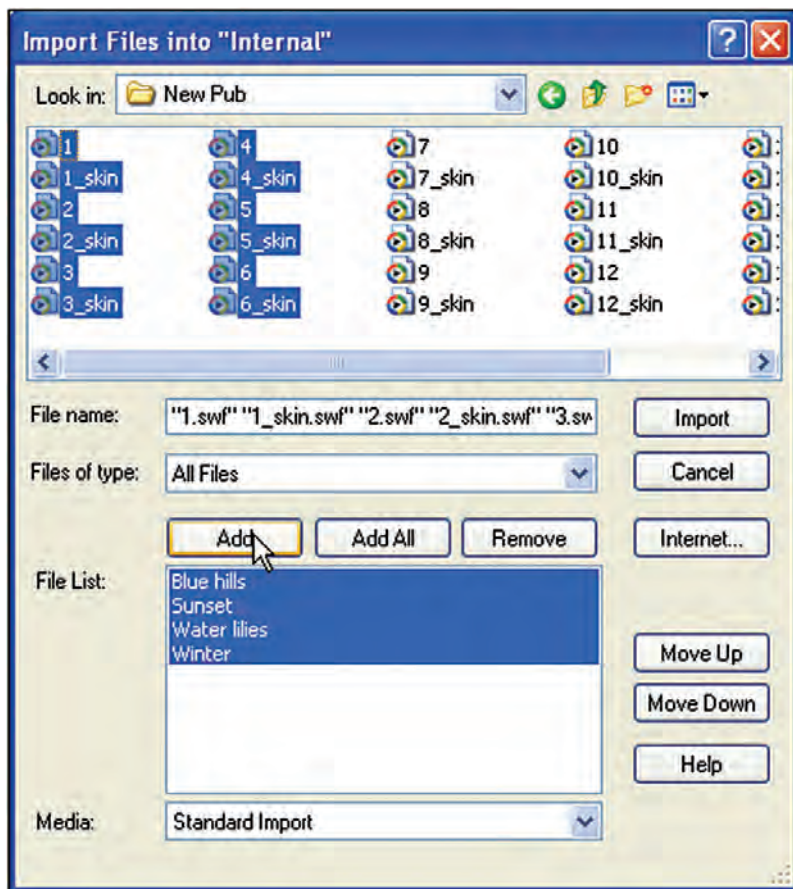 Import Files into "Internal"
Look in: New Pub
1 4 7 10
1_skin 4_skin 7_skin 10_skin
2 5 8 11
2_skin 5_skin 8_skin 11_skin
3 6 9 12
3_skin 6_skin 9_skin 12_skin
File name: "1.swf" "1_skin.swf" "2.swf" "2_skin.swf" "3.sw Import
Files of type: All Files Cancel
Add Add All Remove Internet...
File List: Blue hills
Sunset
Water lilies
Winter
Move Up
Move Down
Help
Media: Standard Import